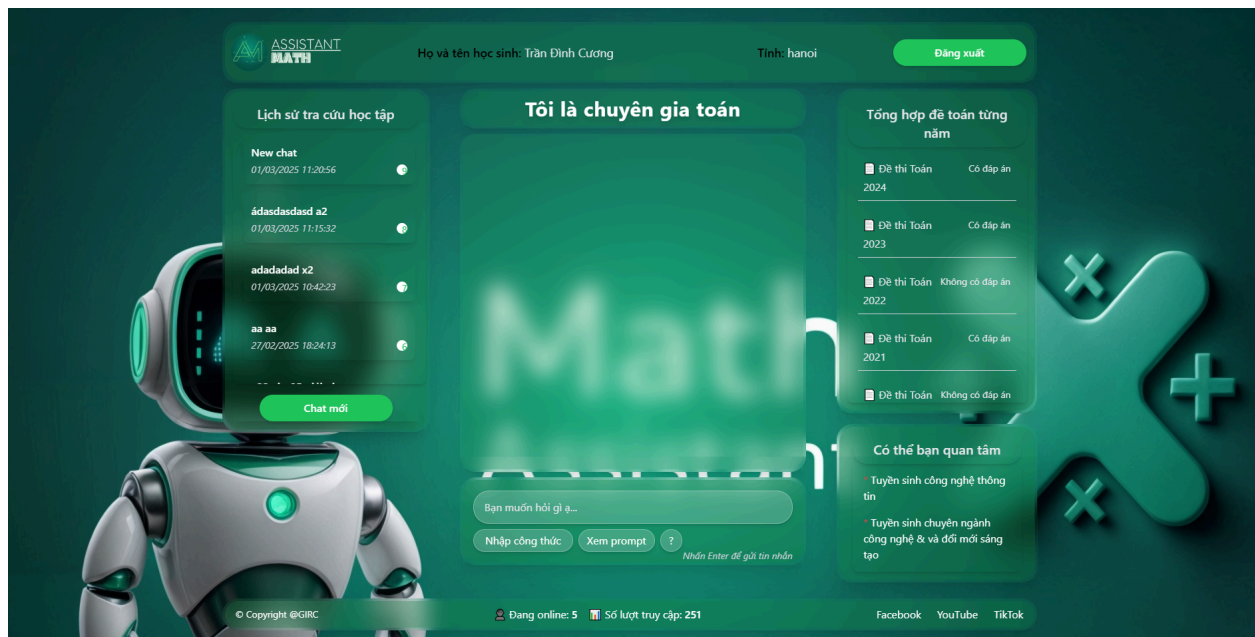 ASSISTANT
MATH
Họ và tên học sinh: Trần Đình Cương
Tỉnh: hanoi
Đăng xuất
Lịch sử tra cứu học tập
New chat
01/03/2025 11:20:56
ádasdasdasd a2
01/03/2025 11:15:32
adadadad x2
01/03/2025 10:42:23
aa aa
27/02/2025 18:24:13
Chat mới
Tôi là chuyên gia toán
Math
Assistant
Bạn muốn hỏi gì ạ...
Nhập công thức
Xem prompt
?
Nhấn Enter để gửi tin nhắn
Tổng hợp đề toán từng
năm
Đề thi Toán
2024
Có đáp án
Đề thi Toán
2023
Có đáp án
Đề thi Toán
2022
Không có đáp án
Đề thi Toán
2021
Có đáp án
Đề thi Toán
Không có đáp án
Có thể bạn quan tâm
* Tuyển sinh công nghệ thông
tin
* Tuyển sinh chuyên ngành
công nghệ & và đổi mới sáng
tạo
© Copyright @GIRC
Đang online: 5
Số lượt truy cập: 251
Facebook
YouTube
TikTok